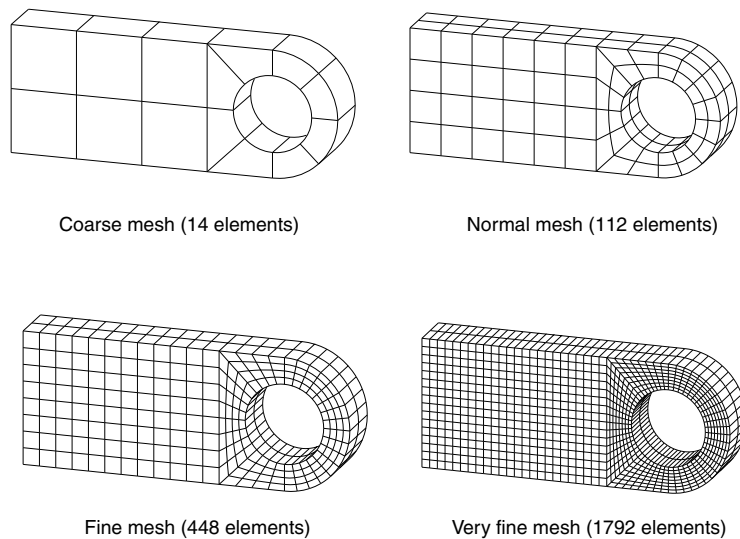 Coarse mesh (14 elements)
Normal mesh (112 elements)
Fine mesh (448 elements)
Very fine mesh (1792 elements)